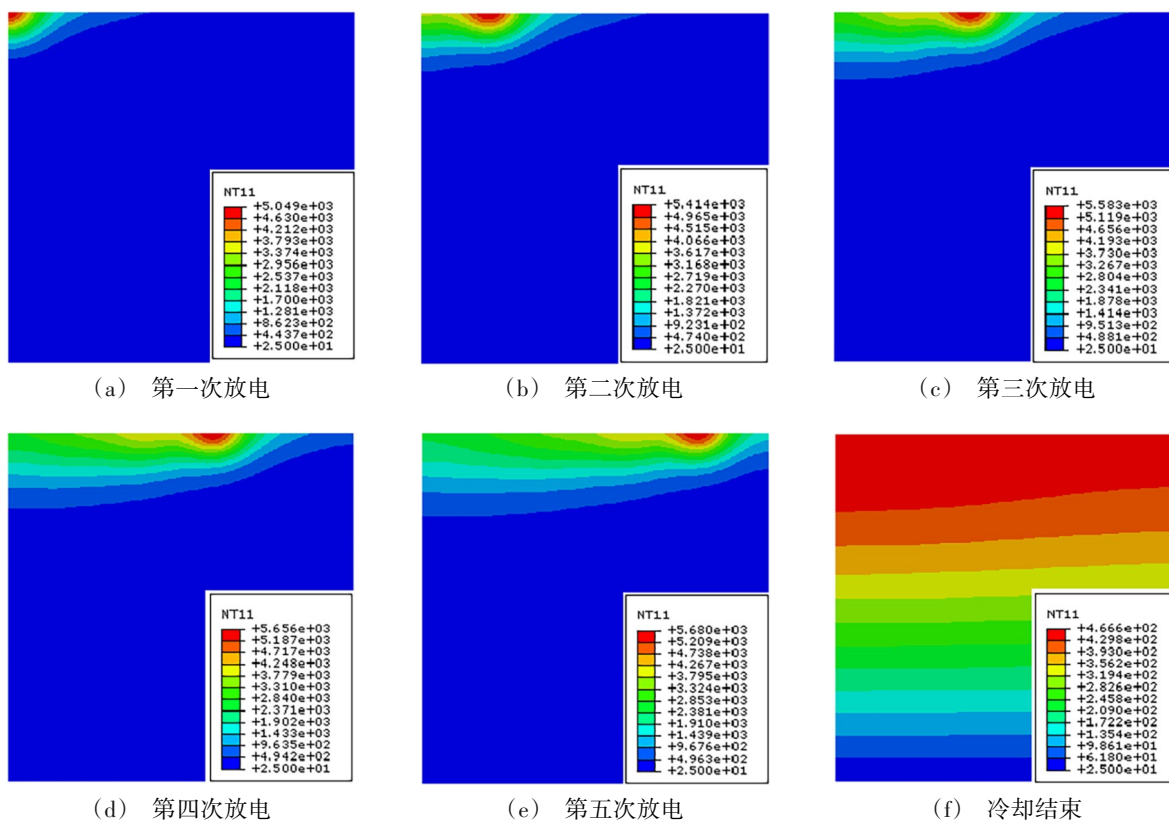 NT11
+5.049e+03
+4.630e+03
+4.212e+03
+3.793e+03
+3.374e+03
+2.956e+03
+2.537e+03
+2.118e+03
+1.700e+03
+1.281e+03
+8.623e+02
+4.437e+02
+2.500e+01
(a) 第一次放电
NT11
+5.414e+03
+4.965e+03
+4.515e+03
+4.066e+03
+3.617e+03
+3.168e+03
+2.719e+03
+2.270e+03
+1.821e+03
+1.372e+03
+9.231e+02
+4.740e+02
+2.500e+01
(b) 第二次放电
NT11
+5.583e+03
+5.119e+03
+4.656e+03
+4.193e+03
+3.730e+03
+3.267e+03
+2.804e+03
+2.341e+03
+1.878e+03
+1.414e+03
+9.513e+02
+4.881e+02
+2.500e+01
(c) 第三次放电
NT11
+5.656e+03
+5.187e+03
+4.717e+03
+4.248e+03
+3.779e+03
+3.310e+03
+2.840e+03
+2.371e+03
+1.902e+03
+1.433e+03
+9.635e+02
+4.942e+02
+2.500e+01
(d) 第四次放电
NT11
+5.680e+03
+5.209e+03
+4.738e+03
+4.267e+03
+3.795e+03
+3.324e+03
+2.853e+03
+2.381e+03
+1.910e+03
+1.439e+03
+9.676e+02
+4.963e+02
+2.500e+01
(e) 第五次放电
NT11
+4.666e+02
+4.298e+02
+3.930e+02
+3.562e+02
+3.194e+02
+2.826e+02
+2.458e+02
+2.090e+02
+1.722e+02
+1.354e+02
+9.861e+01
+6.180e+01
+2.500e+01
(f) 冷却结束